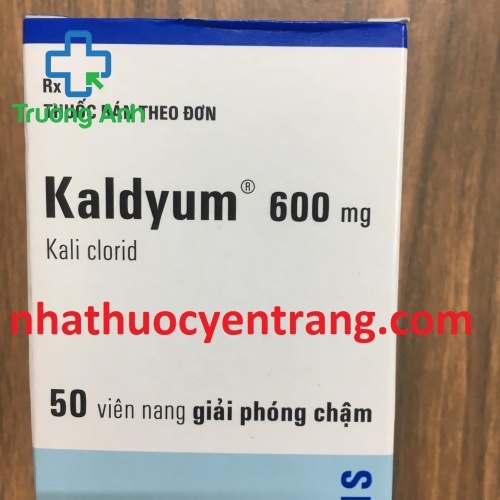 Rx
THUỐC BÁN THEO ĐƠN
Trường Anh
Kaldyum® 600 mg
Kali clorid
nhathuocyentrang.com
50 viên nang giải phóng chậm